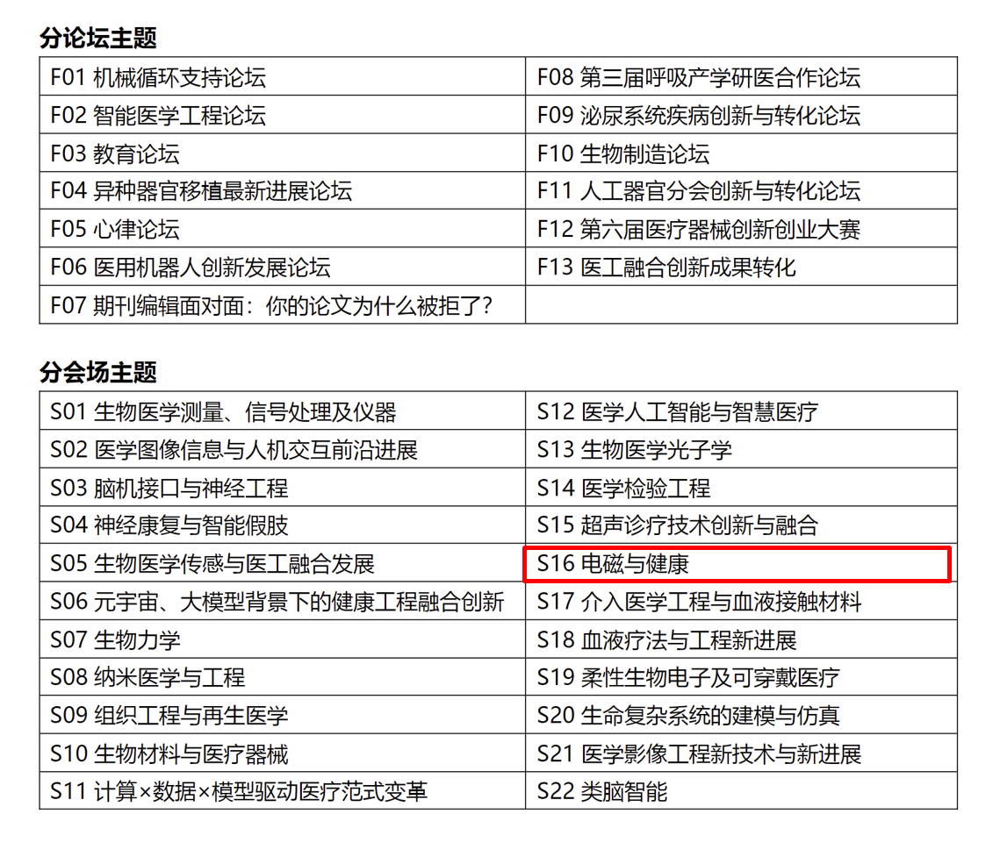 分论坛主题
F01 机械循环支持论坛
F08 第三届呼吸产学研医合作论坛
F02 智能医学工程论坛
F09 泌尿系统疾病创新与转化论坛
F03 教育论坛
F10 生物制造论坛
F04 异种器官移植最新进展论坛
F11 人工器官分会创新与转化论坛
F05 心律论坛
F12 第六届医疗器械创新创业大赛
F06 医用机器人创新发展论坛
F13 医工融合创新成果转化
F07 期刊编辑面对面：你的论文为什么被拒了？
分会场主题
S01 生物医学测量、信号处理及仪器
S12 医学人工智能与智慧医疗
S02 医学图像信息与人机交互前沿进展
S13 生物医学光子学
S03 脑机接口与神经工程
S14 医学检验工程
S04 神经康复与智能假肢
S15 超声诊疗技术创新与融合
S05 生物医学传感与医工融合发展
S16 电磁与健康
S06 元宇宙、大模型背景下的健康工程融合创新
S17 介入医学工程与血液接触材料
S07 生物力学
S18 血液疗法与工程新进展
S08 纳米医学与工程
S19 柔性生物电子及可穿戴医疗
S09 组织工程与再生医学
S20 生命复杂系统的建模与仿真
S10 生物材料与医疗器械
S21 医学影像工程新技术与新进展
S11 计算×数据×模型驱动医疗范式变革
S22 类脑智能